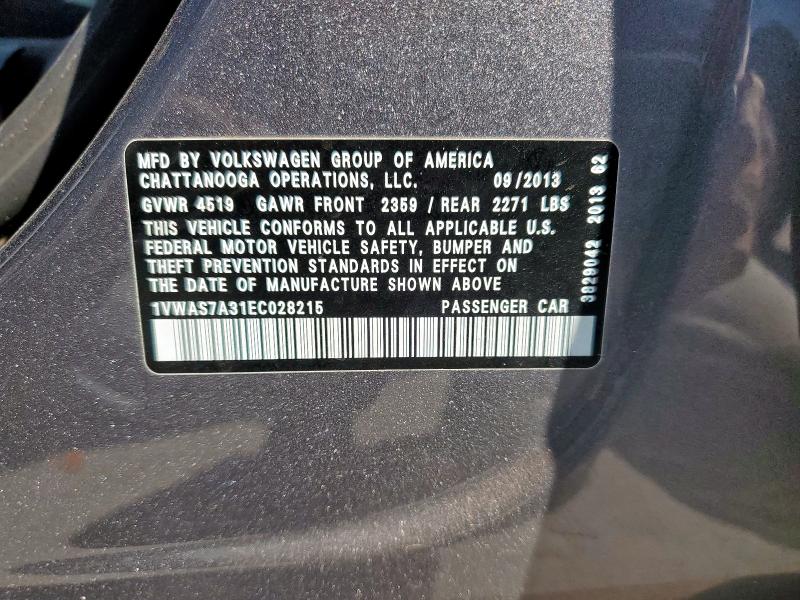 MFD BY VOLKSWAGEN GROUP OF AMERICA
CHATTANOOGA OPERATIONS, LLC. 09/2013
GVWR 4519 GAWR FRONT 2359 / REAR 2271 LBS
THIS VEHICLE CONFORMS TO ALL APPLICABLE U.S.
FEDERAL MOTOR VEHICLE SAFETY, BUMPER AND
THEFT PREVENTION STANDARDS IN EFFECT ON
THE DATE OF MANUFACTURE SHOWN ABOVE
1VWAS7A31EC028215 PASSENGER CAR
3829042 2013 62